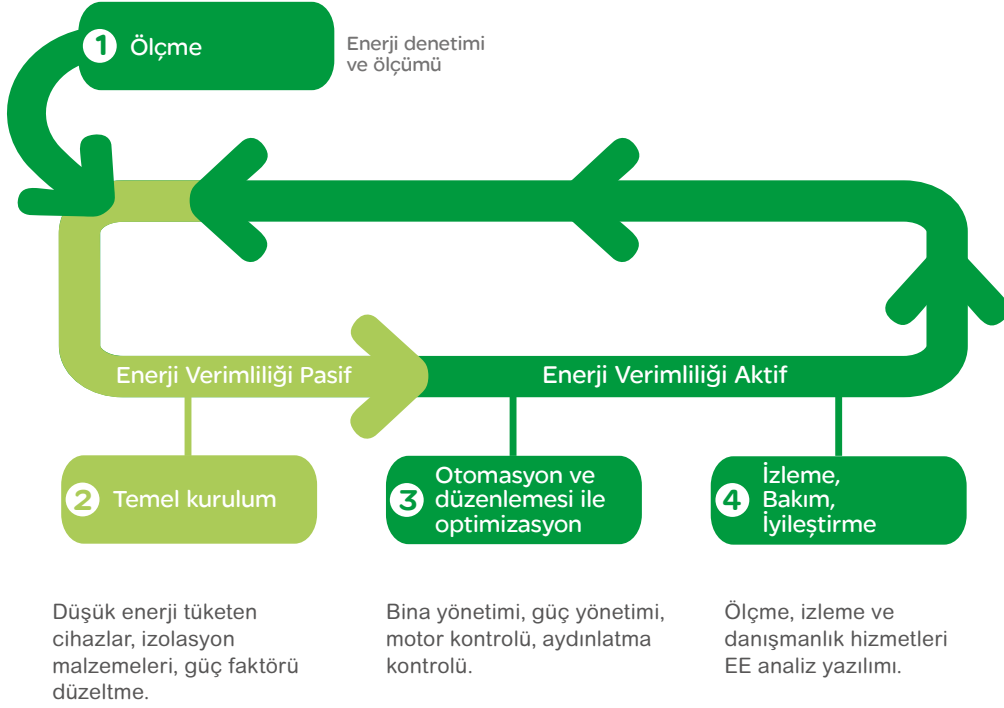 1 Ölçme
Enerji denetimi
ve ölçümü
Enerji Verimliliği Pasif
Enerji Verimliliği Aktif
2 Temel kurulum
3 Otomasyon ve
düzenlemesi ile
optimizasyon
4 İzleme,
Bakım,
İyileştirme
Düşük enerji tüketen
cihazlar, izolasyon
malzemeleri, güç faktörü
düzeltme.
Bina yönetimi, güç yönetimi,
motor kontrolü, aydınlatma
kontrolü.
Ölçme, izleme ve
danışmanlık hizmetleri
EE analiz yazılımı.